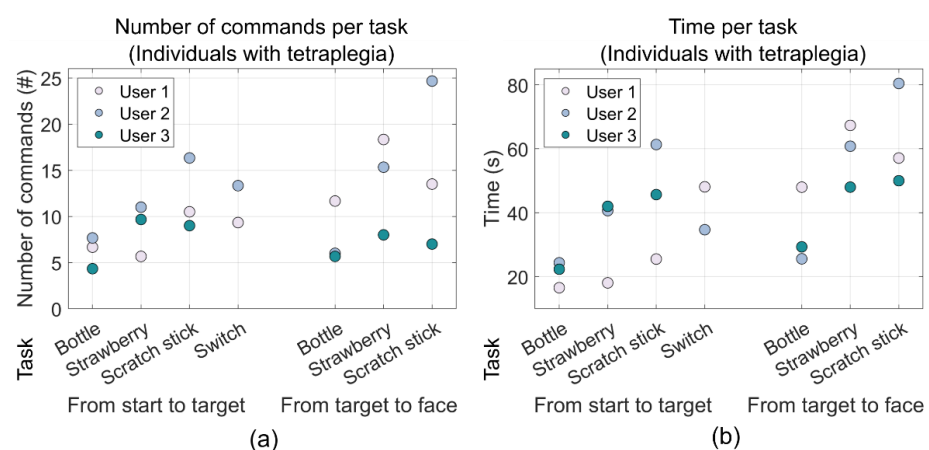 Number of commands per task
(Individuals with tetraplegia)
Number of commands (#)
25
20
15
10
5
0
User 1
User 2
User 3
Task
Bottle
Strawberry
Scratch stick
Switch
Bottle
Strawberry
Scratch stick
From start to target
From target to face
(a)
Time per task
(Individuals with tetraplegia)
Time (s)
80
60
40
20
User 1
User 2
User 3
Task
Bottle
Strawberry
Scratch stick
Switch
Bottle
Strawberry
Scratch stick
From start to target
From target to face
(b)